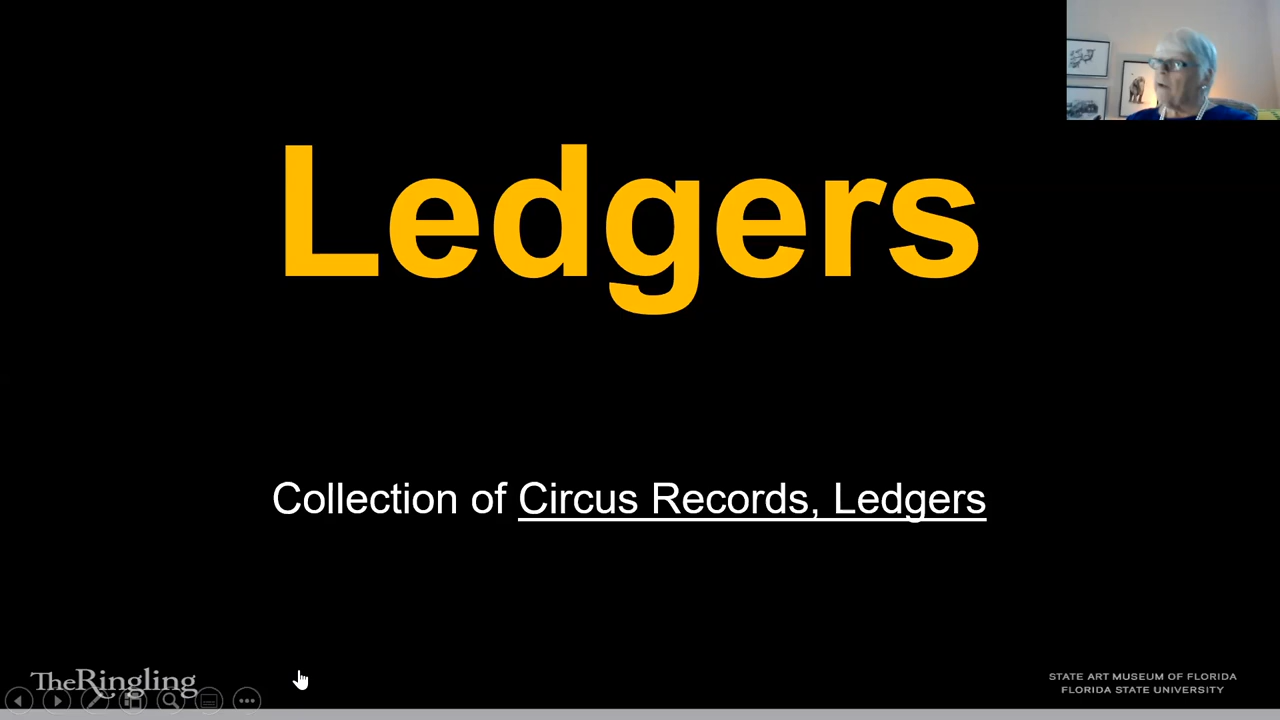 Ledgers
Collection of Circus Records, Ledgers
TheRingling
STATE ART MUSEUM OF FLORIDA
FLORIDA STATE UNIVERSITY